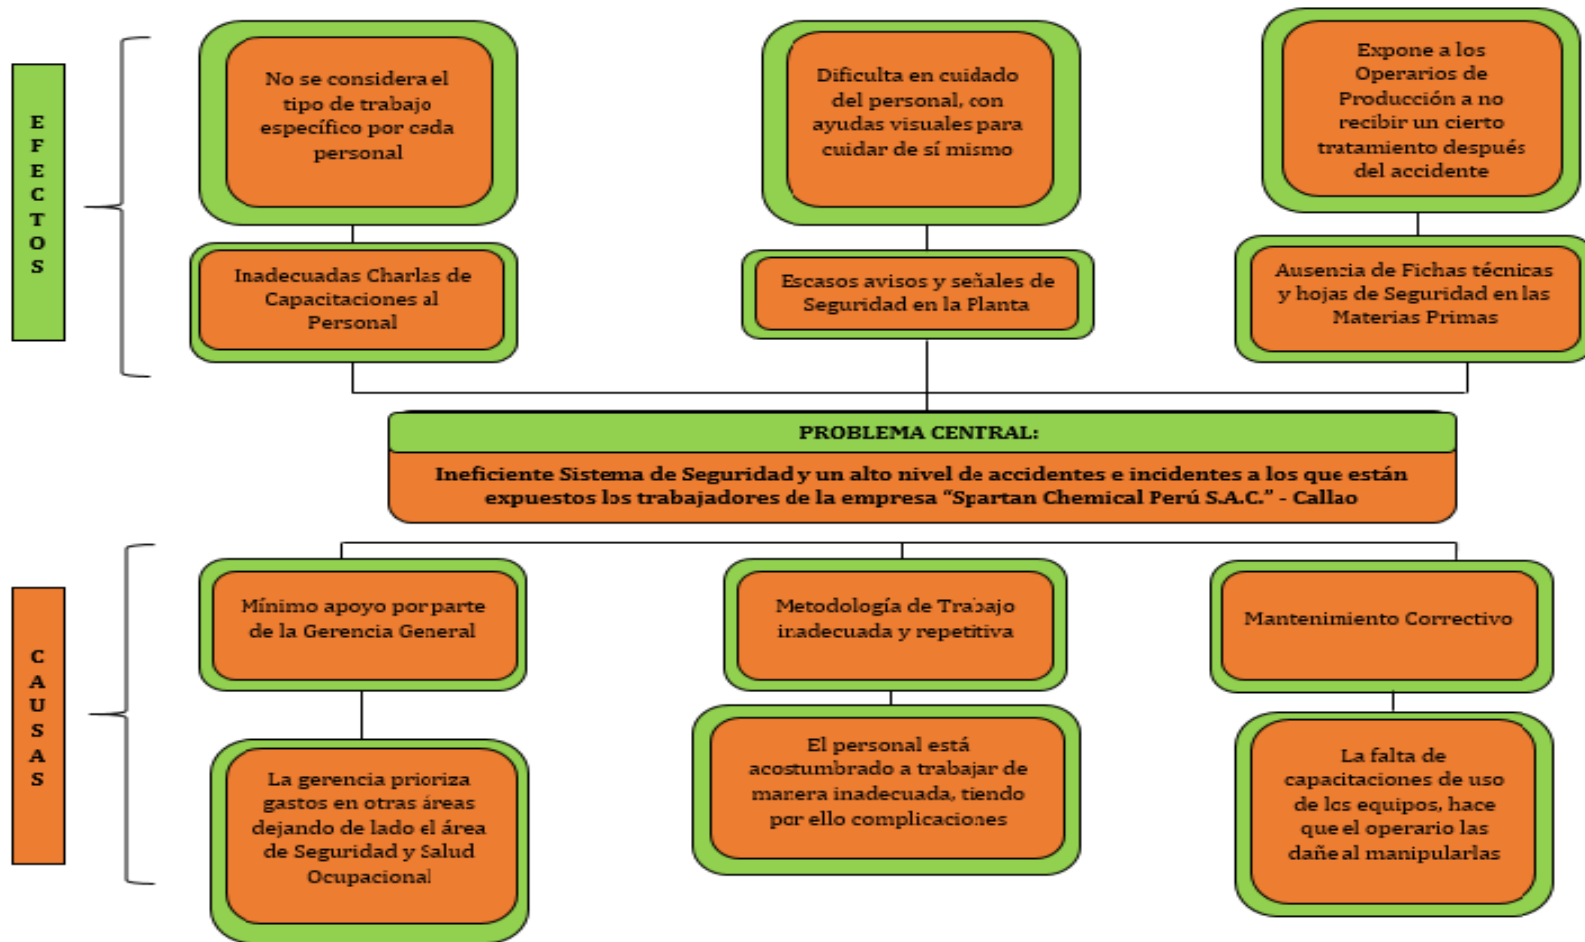 EFECTOS
No se considera el
tipo de trabajo
específico por cada
personal
Dificulta en cuidado
del personal, con
ayudas visuales para
cuidar de sí mismo
Expone a los
Operarios de
Producción a no
recibir un cierto
tratamiento después
del accidente
Inadecuadas Charlas de
Capacitaciones al
Personal
Escasos avisos y señales de
Seguridad en la Planta
Ausencia de Fichas técnicas
y hojas de Seguridad en las
Materias Primas
PROBLEMA CENTRAL:
Ineficiente Sistema de Seguridad y un alto nivel de accidentes e incidentes a los que están
expuestos los trabajadores de la empresa “Spartan Chemical Perú S.A.C.” - Callao
CAUSAS
Mínimo apoyo por parte
de la Gerencia General
Metodología de Trabajo
inadecuada y repetitiva
Mantenimiento Correctivo
La gerencia prioriza
gastos en otras áreas
dejando de lado el área
de Seguridad y Salud
Ocupacional
El personal está
acostumbrado a trabajar de
manera inadecuada, tiendo
por ello complicaciones
La falta de
capacitaciones de uso
de los equipos, hace
que el operario las
dañe al manipularlas